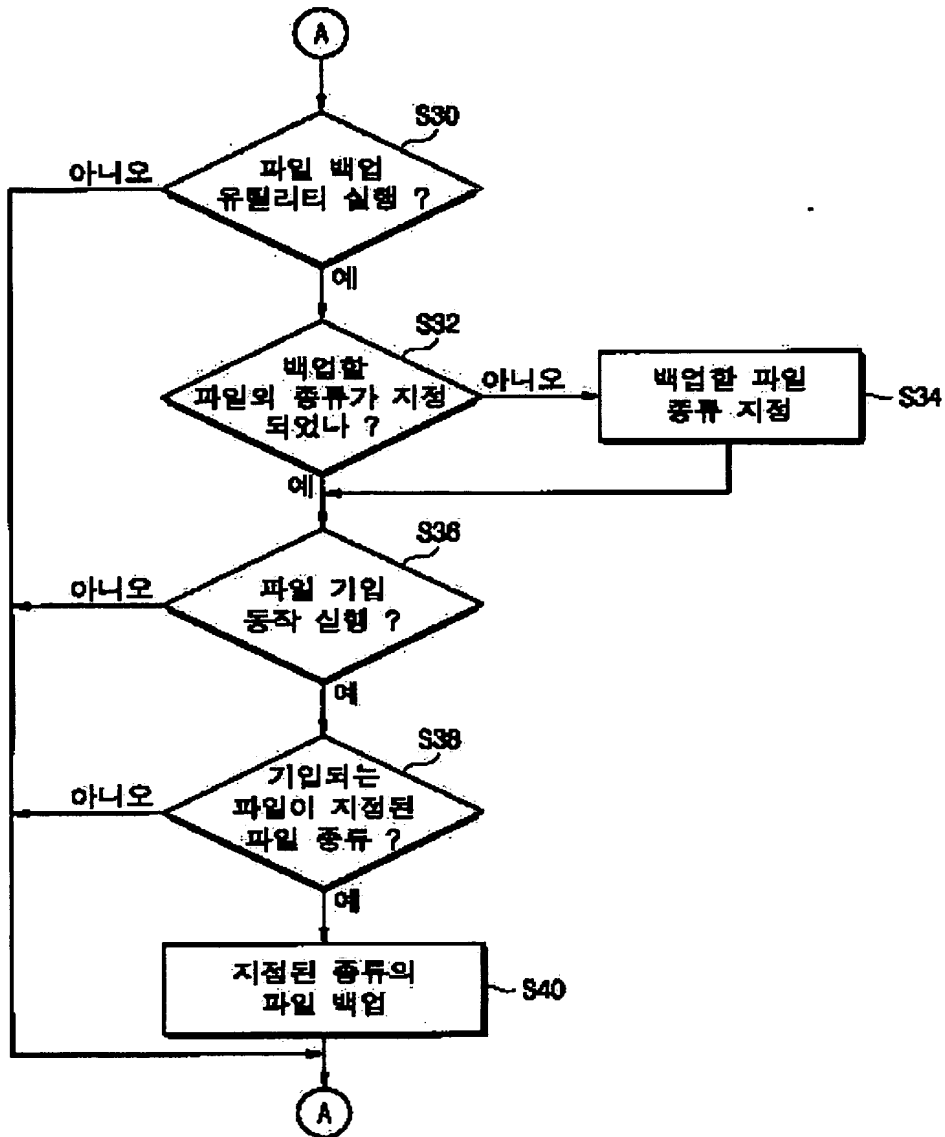 A
S30
파일 백업
유틸리티 실행 ?
아니오
예
S32
백업할
파일의 종류가 지정
되었나 ?
아니오
백업할 파일
종류 지정
S34
예
S36
파일 기입
동작 실행 ?
아니오
예
S38
기입되는
파일이 지정된
파일 종류 ?
아니오
예
지정된 종류의
파일 백업
S40
A